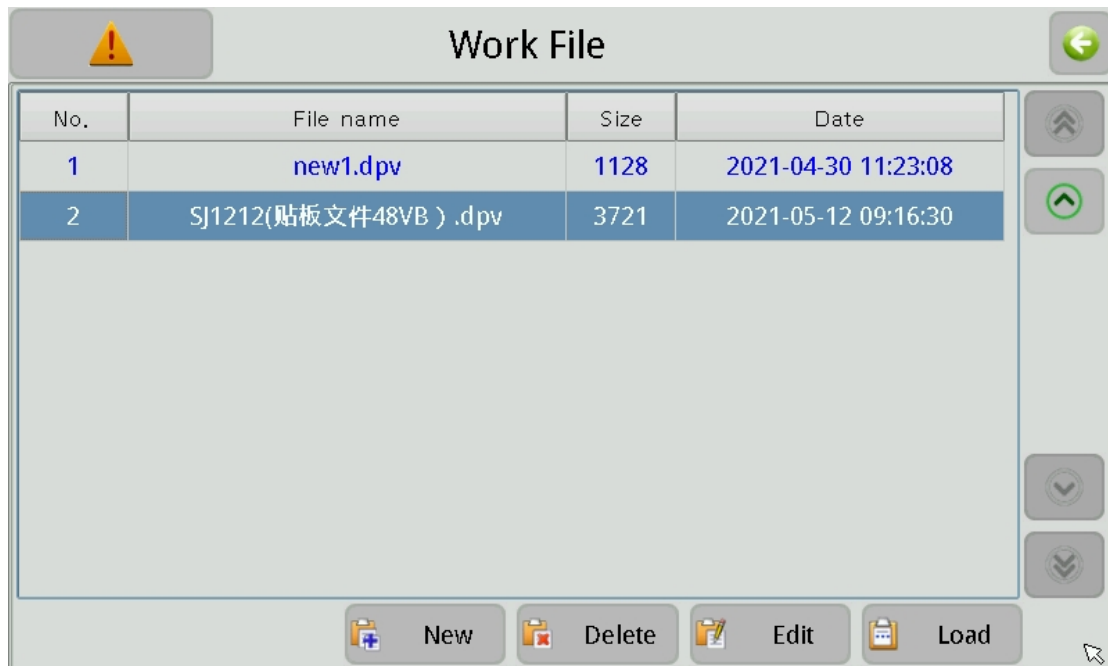 Work File
No. File name Size Date
1 new1.dpv 1128 2021-04-30 11:23:08
2 SJ1212(贴板文件48VB ) .dpv 3721 2021-05-12 09:16:30
New Delete Edit Load